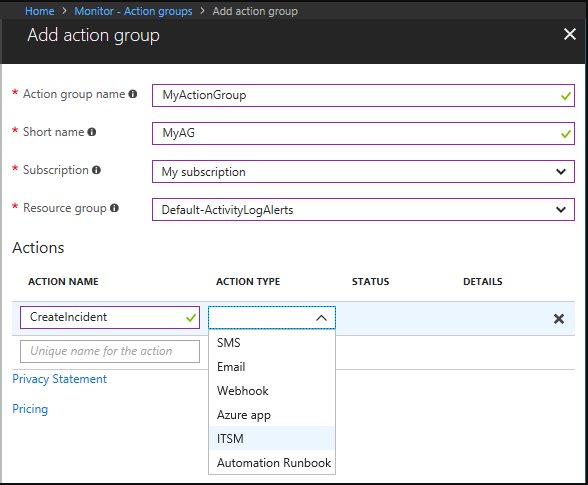 Home > Monitor - Action groups > Add action group
Add action group
* Action group name MyActionGroup
* Short name MyAG
* Subscription My subscription
* Resource group Default-ActivityLogAlerts
Actions
ACTION NAME ACTION TYPE STATUS DETAILS
CreateIncident
SMS
Unique name for the action
Email
Privacy Statement
Webhook
Pricing
Azure app
ITSM
Automation Runbook